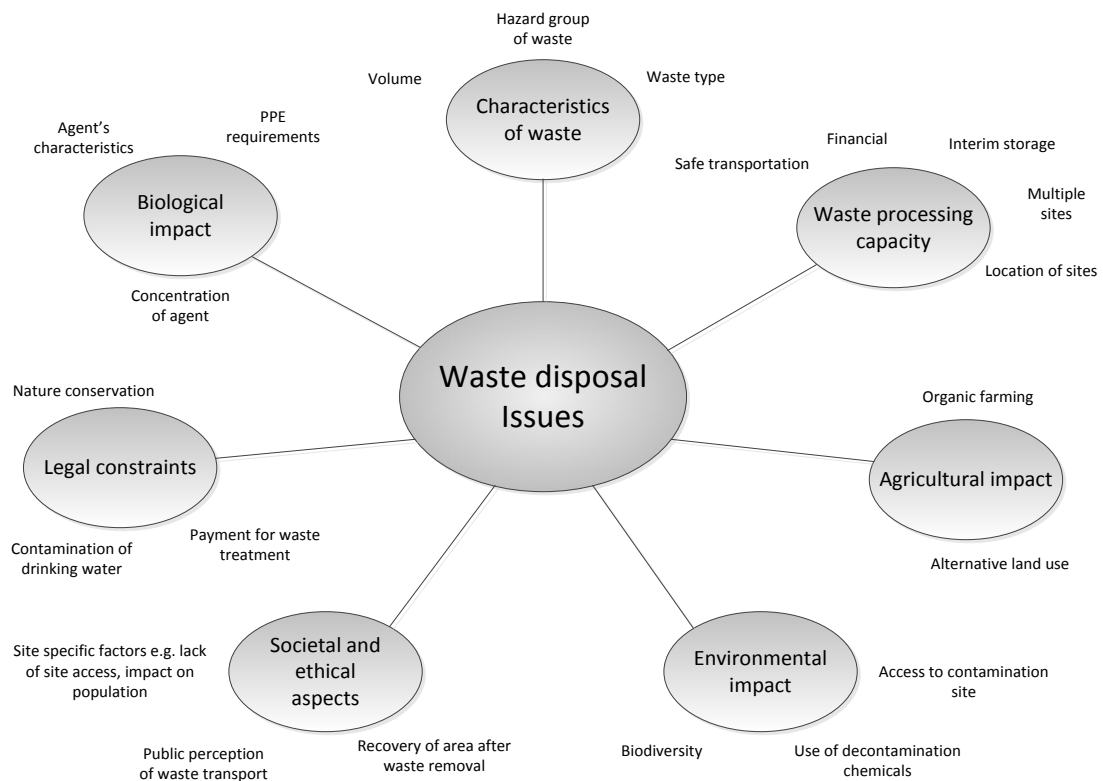 Hazard group
of waste
Volume
Waste type
Characteristics
of waste
PPE
requirements
Agent's
characteristics
Biological
impact
Concentration
of agent
Financial
Interim storage
Safe transportation
Multiple
sites
Waste processing
capacity
Location of sites
Waste disposal
Issues
Nature conservation
Legal constraints
Contamination of
drinking water
Payment for waste
treatment
Organic farming
Agricultural impact
Alternative land use
Site specific factors e.g. lack
of site access, impact on
population
Societal and
ethical
aspects
Public perception
of waste transport
Recovery of area after
waste removal
Environmental
impact
Access to contamination
site
Biodiversity
Use of decontamination
chemicals